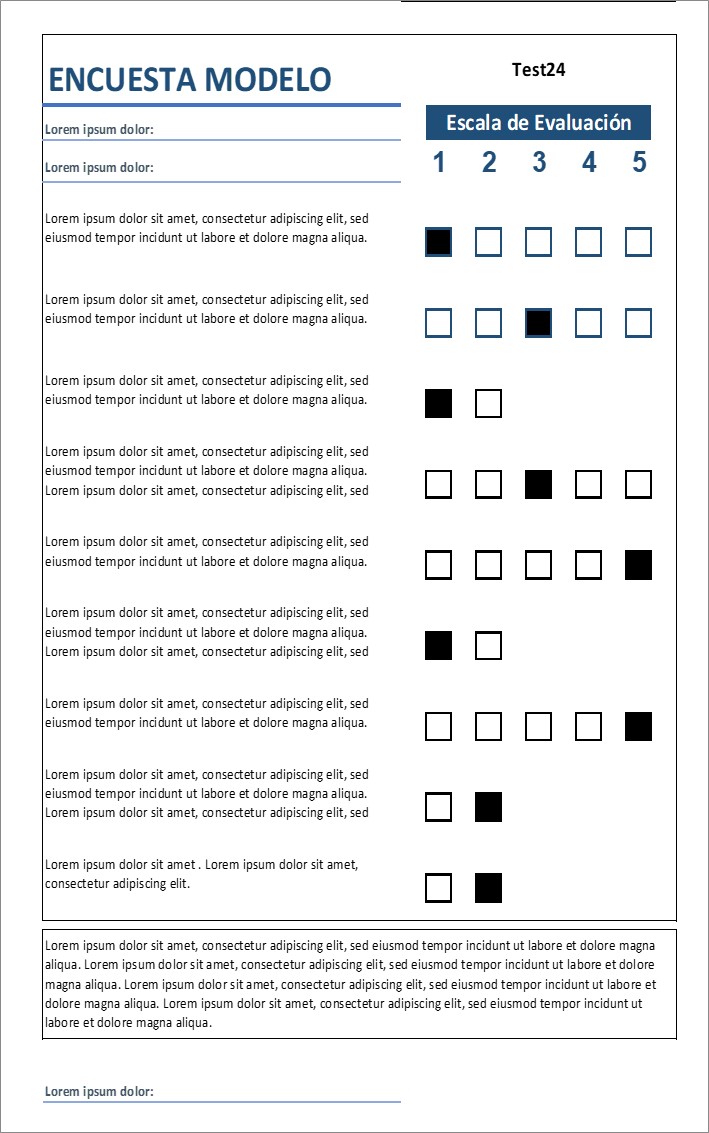 ENCUESTA MODELO
Test24
Lorem ipsum dolor:
Escala de Evaluación
Lorem ipsum dolor:
1 2 3 4 5
Lorem ipsum dolor sit amet, consectetur adipiscing elit, sed
eiusmod tempor incidunt ut labore et dolore magna aliqua.
Lorem ipsum dolor sit amet, consectetur adipiscing elit, sed
eiusmod tempor incidunt ut labore et dolore magna aliqua.
Lorem ipsum dolor sit amet, consectetur adipiscing elit, sed
eiusmod tempor incidunt ut labore et dolore magna aliqua.
Lorem ipsum dolor sit amet, consectetur adipiscing elit, sed
eiusmod tempor incidunt ut labore et dolore magna aliqua.
Lorem ipsum dolor sit amet, consectetur adipiscing elit, sed
Lorem ipsum dolor sit amet, consectetur adipiscing elit, sed
eiusmod tempor incidunt ut labore et dolore magna aliqua.
Lorem ipsum dolor sit amet, consectetur adipiscing elit, sed
eiusmod tempor incidunt ut labore et dolore magna aliqua.
Lorem ipsum dolor sit amet, consectetur adipiscing elit, sed
Lorem ipsum dolor sit amet, consectetur adipiscing elit, sed
eiusmod tempor incidunt ut labore et dolore magna aliqua.
Lorem ipsum dolor sit amet, consectetur adipiscing elit, sed
eiusmod tempor incidunt ut labore et dolore magna aliqua.
Lorem ipsum dolor sit amet, consectetur adipiscing elit, sed
Lorem ipsum dolor sit amet . Lorem ipsum dolor sit amet,
consectetur adipiscing elit.
Lorem ipsum dolor sit amet, consectetur adipiscing elit, sed eiusmod tempor incidunt ut labore et dolore magna
aliqua. Lorem ipsum dolor sit amet, consectetur adipiscing elit, sed eiusmod tempor incidunt ut labore et dolore
magna aliqua. Lorem ipsum dolor sit amet, consectetur adipiscing elit, sed eiusmod tempor incidunt ut labore et
dolore magna aliqua. Lorem ipsum dolor sit amet, consectetur adipiscing elit, sed eiusmod tempor incidunt ut
labore et dolore magna aliqua.
Lorem ipsum dolor: